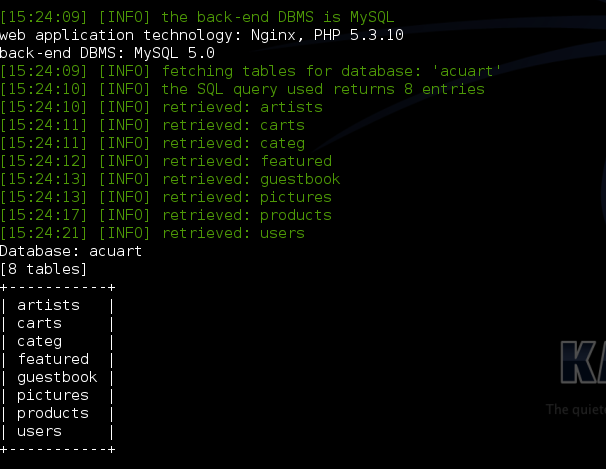 [15:24:09] [INFO] the back-end DBMS is MySQL
web application technology: Nginx, PHP 5.3.10
back-end DBMS: MySQL 5.0
[15:24:09] [INFO] fetching tables for database: 'acuart'
[15:24:10] [INFO] the SQL query used returns 8 entries
[15:24:10] [INFO] retrieved: artists
[15:24:11] [INFO] retrieved: carts
[15:24:11] [INFO] retrieved: categ
[15:24:12] [INFO] retrieved: featured
[15:24:13] [INFO] retrieved: guestbook
[15:24:13] [INFO] retrieved: pictures
[15:24:17] [INFO] retrieved: products
[15:24:21] [INFO] retrieved: users
Database: acuart
[8 tables]
+-----------+
| artists   |
| carts     |
| categ     |
| featured  |
| guestbook |
| pictures  |
| products  |
| users     |
+-----------+
KA
The quiete